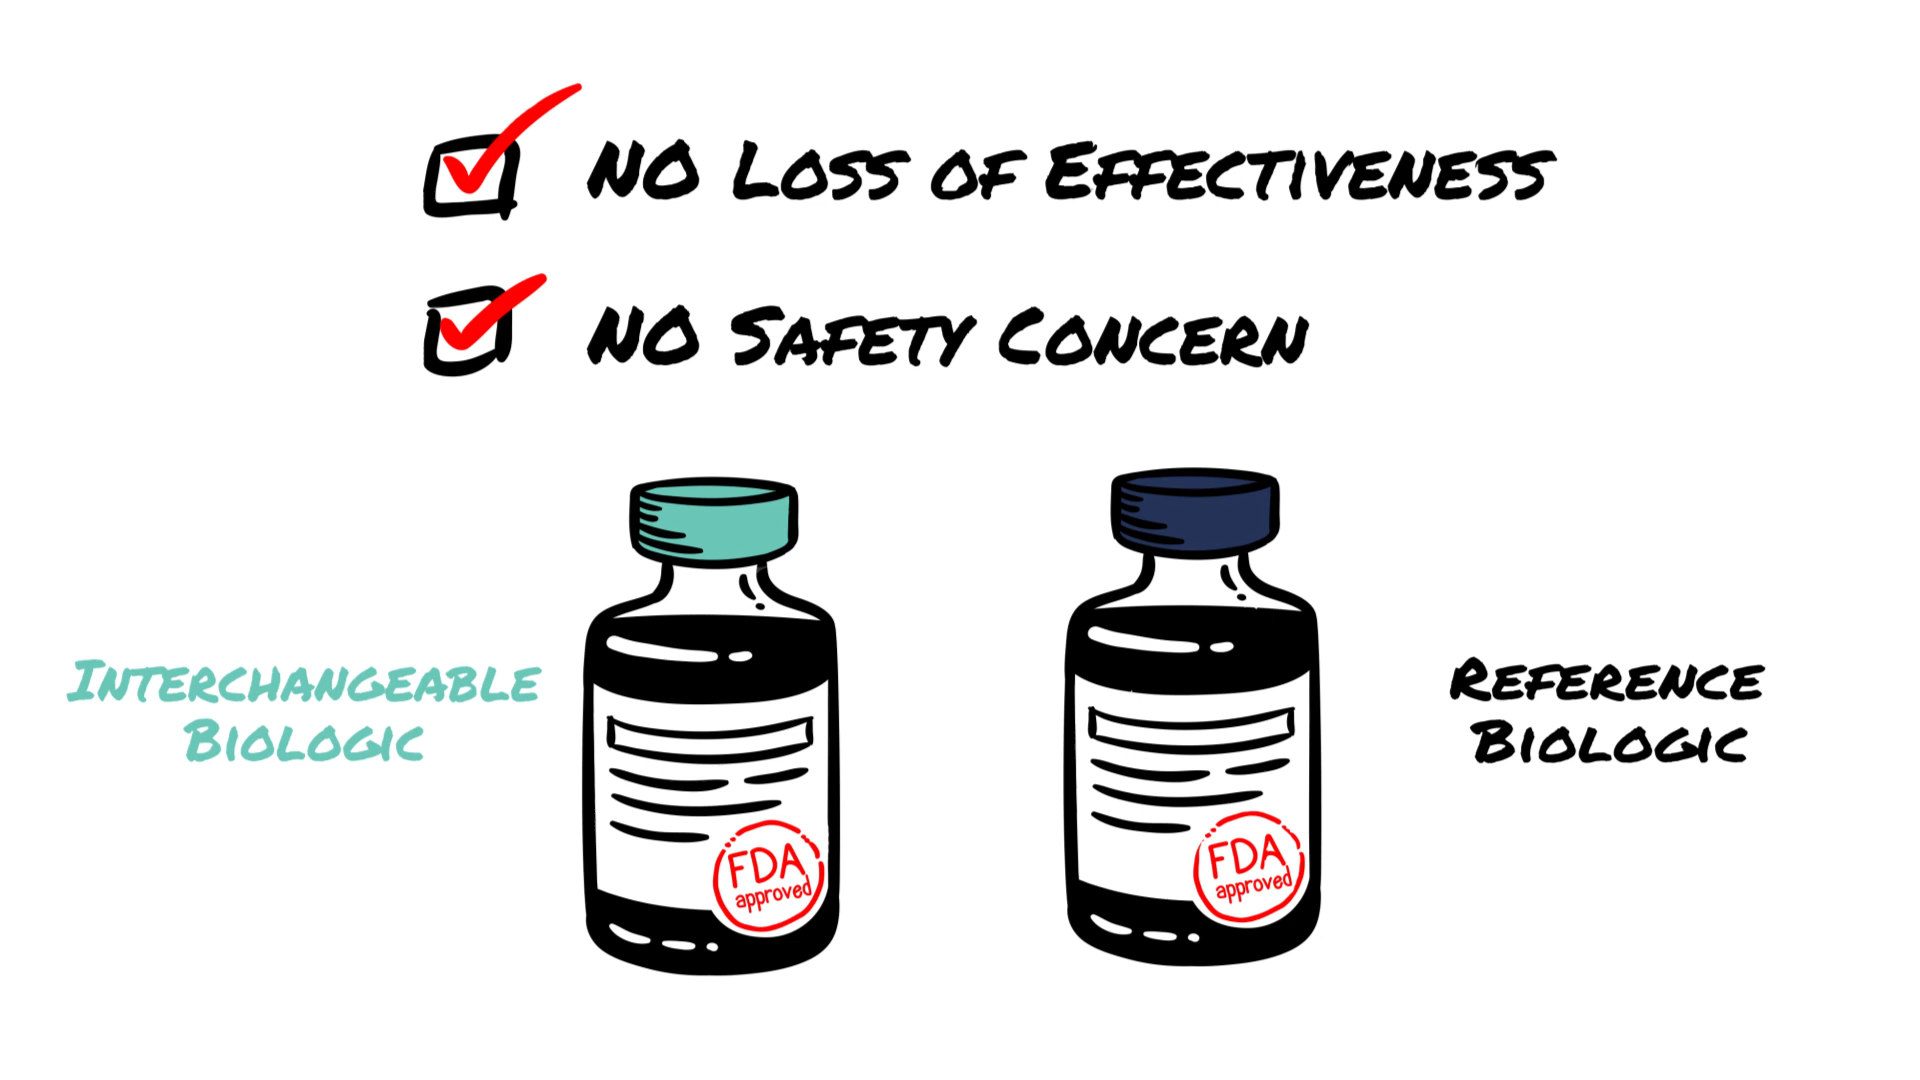 NO LOSS OF EFFECTIVENESS
NO SAFETY CONCERN
INTERCHANGEABLE
BIOLOGIC
REFERENCE
BIOLOGIC
FDA
approved
FDA
approved